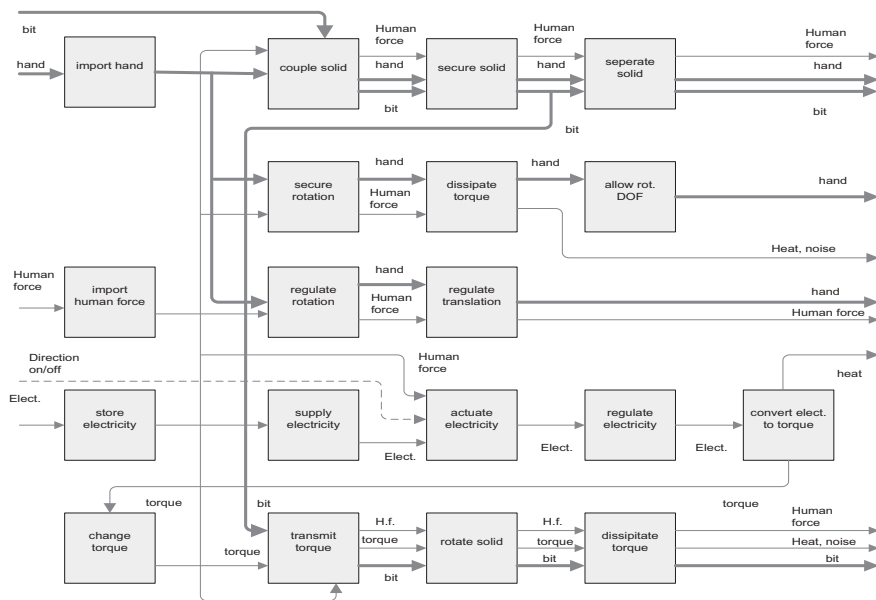 bit
hand
import hand
couple solid
Human
force
hand
bit
secure solid
Human
force
hand
bit
seperate
solid
Human
force
hand
bit
secure
rotation
hand
Human
force
dissipate
torque
hand
allow rot.
DOF
hand
Heat, noise
Human
force
import
human force
regulate
rotation
hand
Human
force
regulate
translation
hand
Human force
Direction
on/off
Human
force
heat
Elect.
store
electricity
supply
electricity
Elect.
actuate
electricity
Elect.
regulate
electricity
Elect.
convert elect.
to torque
torque
torque
change
torque
torque
bit
transmit
torque
H.f.
torque
bit
rotate solid
H.f.
torque
bit
dissipitate
torque
Human
force
Heat, noise
bit